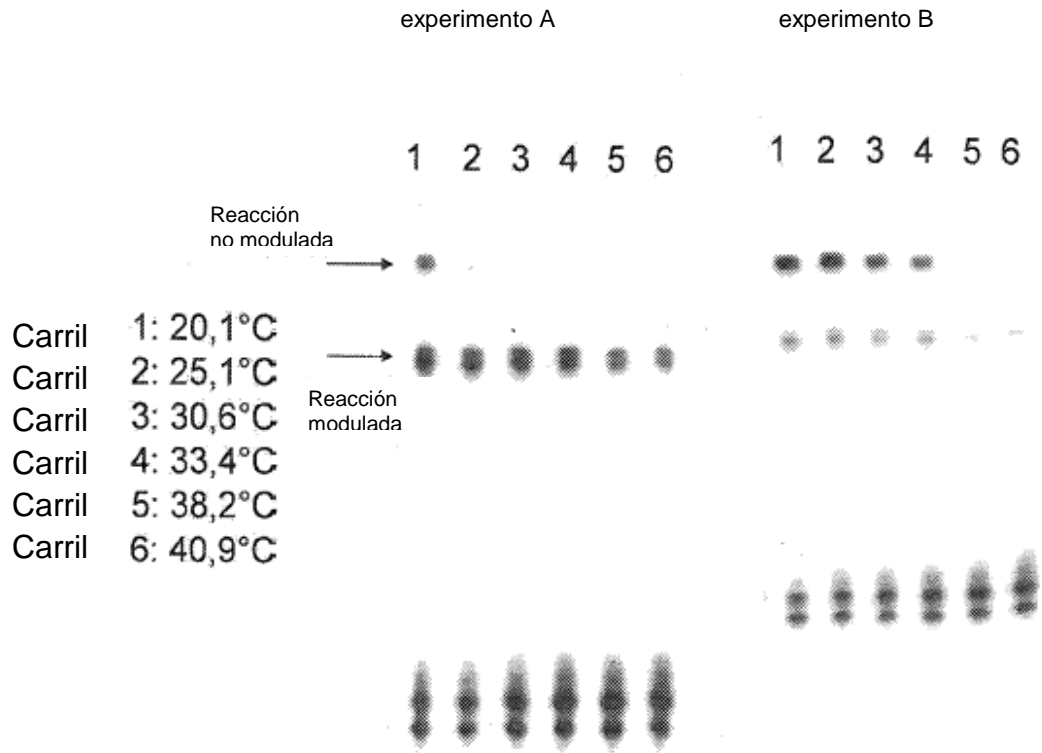 experimento A
experimento B
1 2 3 4 5 6
1 2 3 4 5 6
Reacción
no modulada
Carril 1: 20,1°C
Carril 2: 25,1°C
Carril 3: 30,6°C
Carril 4: 33,4°C
Carril 5: 38,2°C
Carril 6: 40,9°C
Reacción
modulada